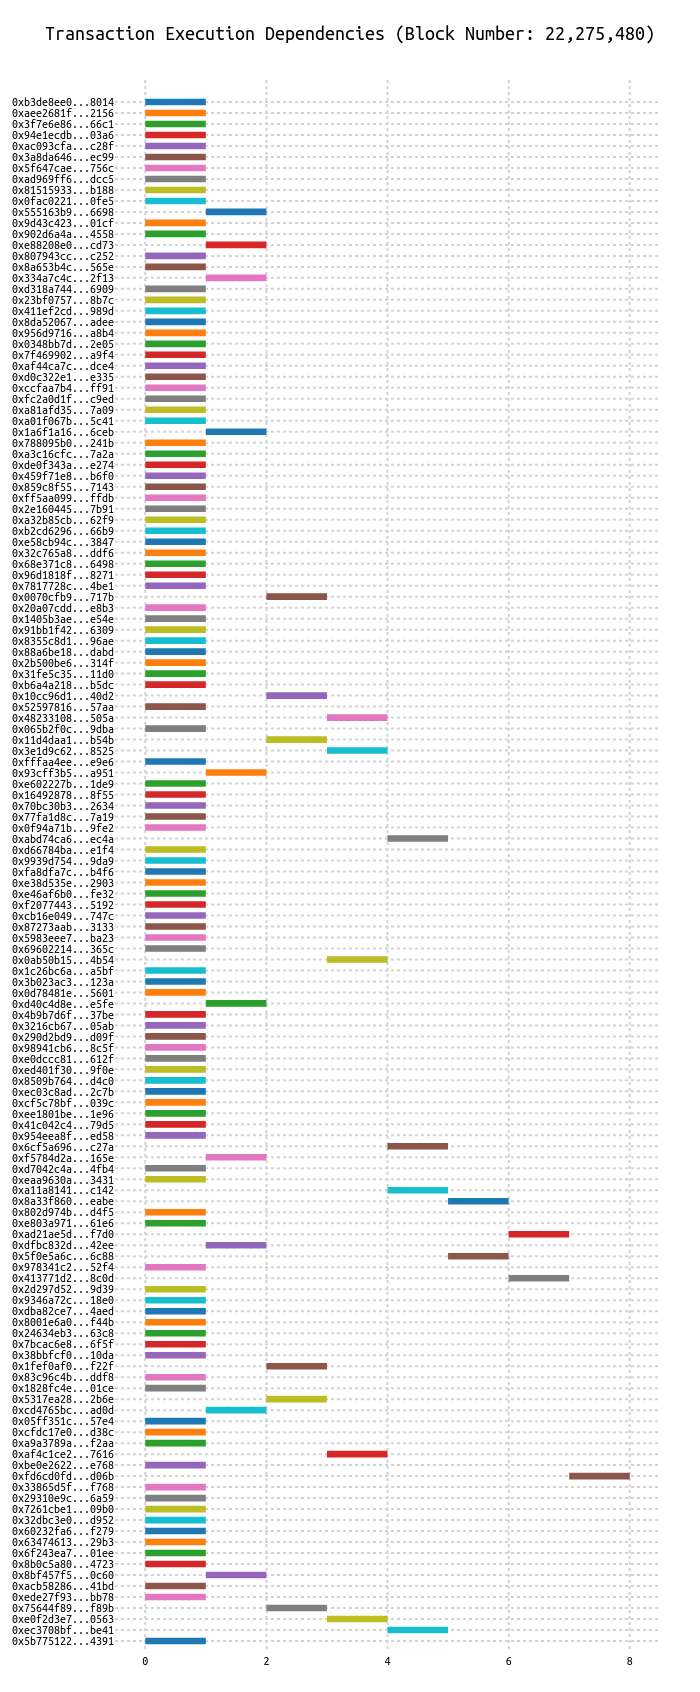 Transaction Execution Dependencies (Block Number: 22,275,480)
0xb3de8ee0...8014
0xaee2681f...2156
0x3f7e6e86...66c1
0x94e1ecdb...03a6
0xac093cfa...c28f
0x3a8da646...ec99
0x5f647cae...756c
0xad969ff6...dcc5
0x81515933...b188
0x0fac0221...0fe5
0x555163b9...6698
0x9d43c423...01cf
0x902d6a4a...4558
0xe88208e0...cd73
0x807943cc...c252
0x8a653b4c...565e
0x334a7c4c...2f13
0xd318a744...6909
0x23bf0757...8b7c
0x411ef2cd...989d
0x8da52067...adee
0x956d9716...a8b4
0x0348bb7d...2e05
0x7f469902...a9f4
0xaf44ca7c...dce4
0xd0c322e1...e335
0xccfaa7b4...ff91
0xfc2a0d1f...c9ed
0xa81afd35...7a09
0xa01f067b...5c41
0x1a6f1a16...6ceb
0x788095b0...241b
0xa3c16cfc...7a2a
0xde0f343a...e274
0x459f71e8...b6f0
0x859c8f55...7143
0xff5aa099...ffdb
0x2e160445...7b91
0xa32b85cb...62f9
0xb2cd6296...66b9
0xe58cb94c...3847
0x32c765a8...ddf6
0x68e371c8...6498
0x96d1818f...8271
0x7817728c...4be1
0x0070cfb9...717b
0x20a07cdd...e8b3
0x1405b3ae...e54e
0x91bb1f42...6309
0x8355c8d1...96ae
0x88a6be18...dabd
0x2b500be6...314f
0x31fe5c35...11d0
0xb6a4a218...b5dc
0x10cc96d1...40d2
0x52597816...57aa
0x48233108...505a
0x065b2f0c...9dba
0x11d4daa1...b54b
0x3e1d9c62...8525
0xfffaa4ee...e9e6
0x93cff3b5...a951
0xe602227b...1de9
0x16492878...8f55
0x70bc30b3...2634
0x77fa1d8c...7a19
0x0f94a71b...9fe2
0xabd74ca6...ec4a
0xd66784ba...e1f4
0x9939d754...9da9
0xfa8dfa7c...b4f6
0xe38d535e...2903
0xe46af6b0...fe32
0xf2077443...5192
0xcb16e049...747c
0x87273aab...3133
0x5983eee7...ba23
0x69602214...365c
0x0ab50b15...4b54
0x1c26bc6a...a5bf
0x3b023ac3...123a
0x0d78481e...5601
0xd40c4d8e...e5fe
0x4b9b7d6f...37be
0x3216cb67...05ab
0x290d2bd9...d09f
0x98941cb6...8c5f
0xe0dccc81...612f
0xed401f30...9f0e
0x8509b764...d4c0
0xec03c8ad...2c7b
0xcf5c78bf...039c
0xee1801be...1e96
0x41c042c4...79d5
0x954eea8f...ed58
0x6cf5a696...c27a
0xf5784d2a...165e
0xd7042c4a...4fb4
0xeaa9630a...3431
0xa11a8141...c142
0x8a33f860...eabe
0x802d974b...d4f5
0xe803a971...61e6
0xad21ae5d...f7d0
0xdfbc832d...42ee
0x5f0e5a6c...6c88
0x978341c2...52f4
0x413771d2...8c0d
0x2d297d52...9d39
0x9346a72c...18e0
0xdba82ce7...4aed
0x8001e6a0...f44b
0x24634eb3...63c8
0x7bcac6e8...6f5f
0x38bbfcf0...10da
0x1fef0af0...f22f
0x83c96c4b...ddf8
0x1828fc4e...01ce
0x5317ea28...2b6e
0xcd4765bc...ad0d
0x05ff351c...57e4
0xcfdc17e0...d38c
0xa9a3789a...f2aa
0xaf4c1ce2...7616
0xbe0e2622...e768
0xfd6cd0fd...d06b
0x33865d5f...f768
0x29310e9c...6a59
0x7261cbe1...09b0
0x32dbc3e0...d952
0x60232fa6...f279
0x63474613...29b3
0x6f243ea7...01ee
0x8b0c5a80...4723
0x8bf457f5...0c60
0xacb58286...41bd
0xede27f93...bb78
0x75644f89...f89b
0xe0f2d3e7...0563
0xec3708bf...be41
0x5b775122...4391
0 2 4 6 8